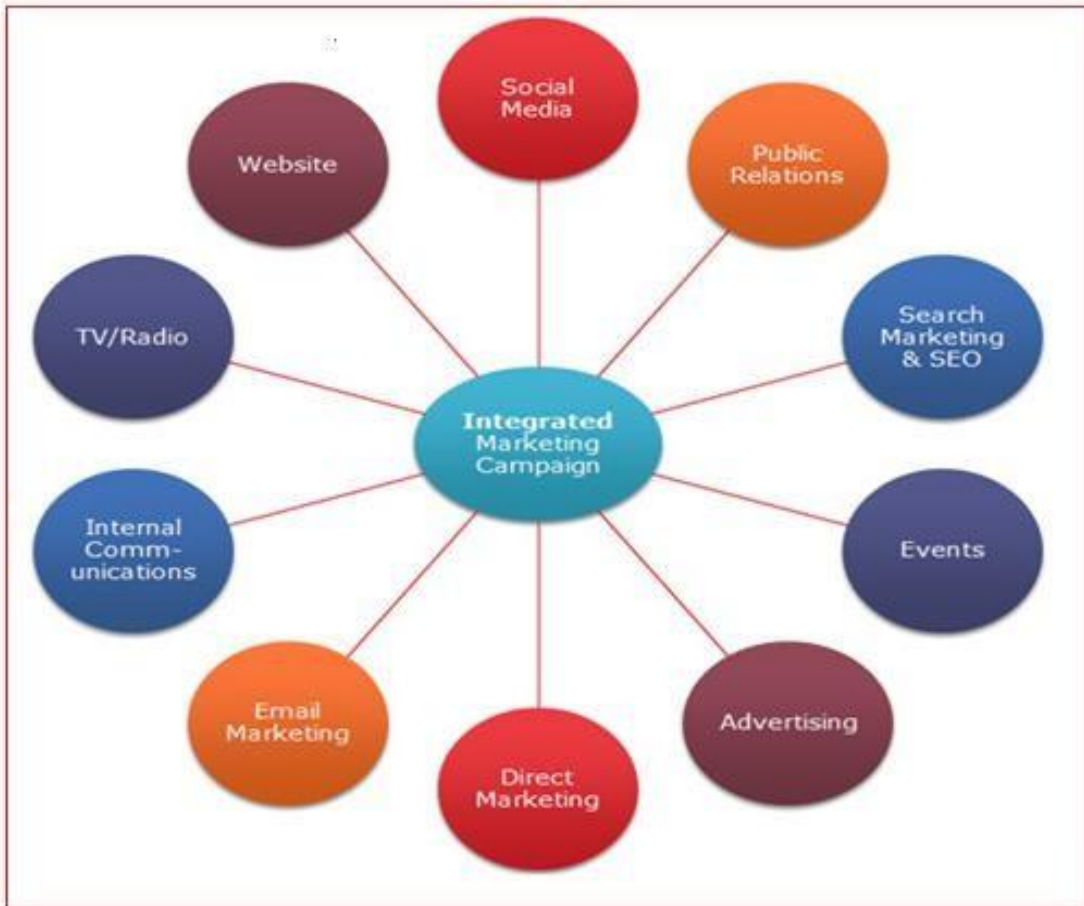 Social
Media
Public
Relations
Search
Marketing
& SEO
Events
Advertising
Direct
Marketing
Email
Marketing
Internal
Comm-
unications
TV/Radio
Website
Integrated
Marketing
Campaign